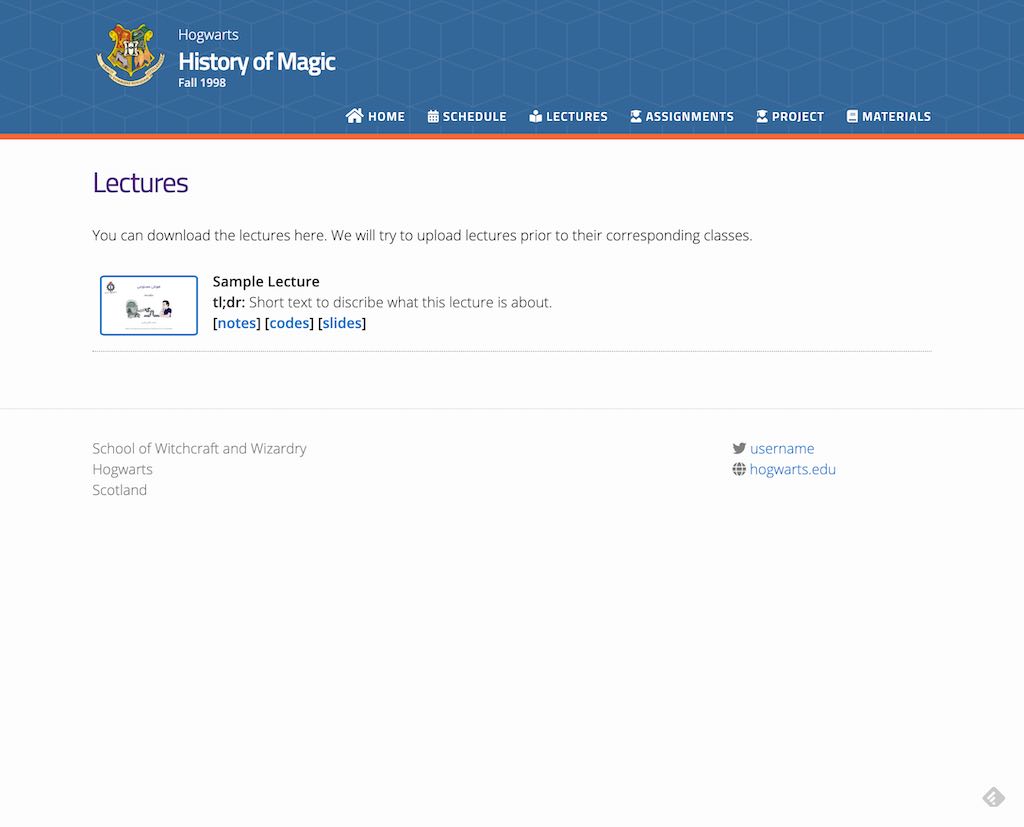 Hogwarts
History of Magic
Fall 1998
HOME SCHEDULE LECTURES ASSIGNMENTS PROJECT MATERIALS
Lectures
You can download the lectures here. We will try to upload lectures prior to their corresponding classes.
Sample Lecture
tl;dr: Short text to discribe what this lecture is about.
[notes] [codes] [slides]
School of Witchcraft and Wizardry
Hogwarts
Scotland
username
hogwarts.edu